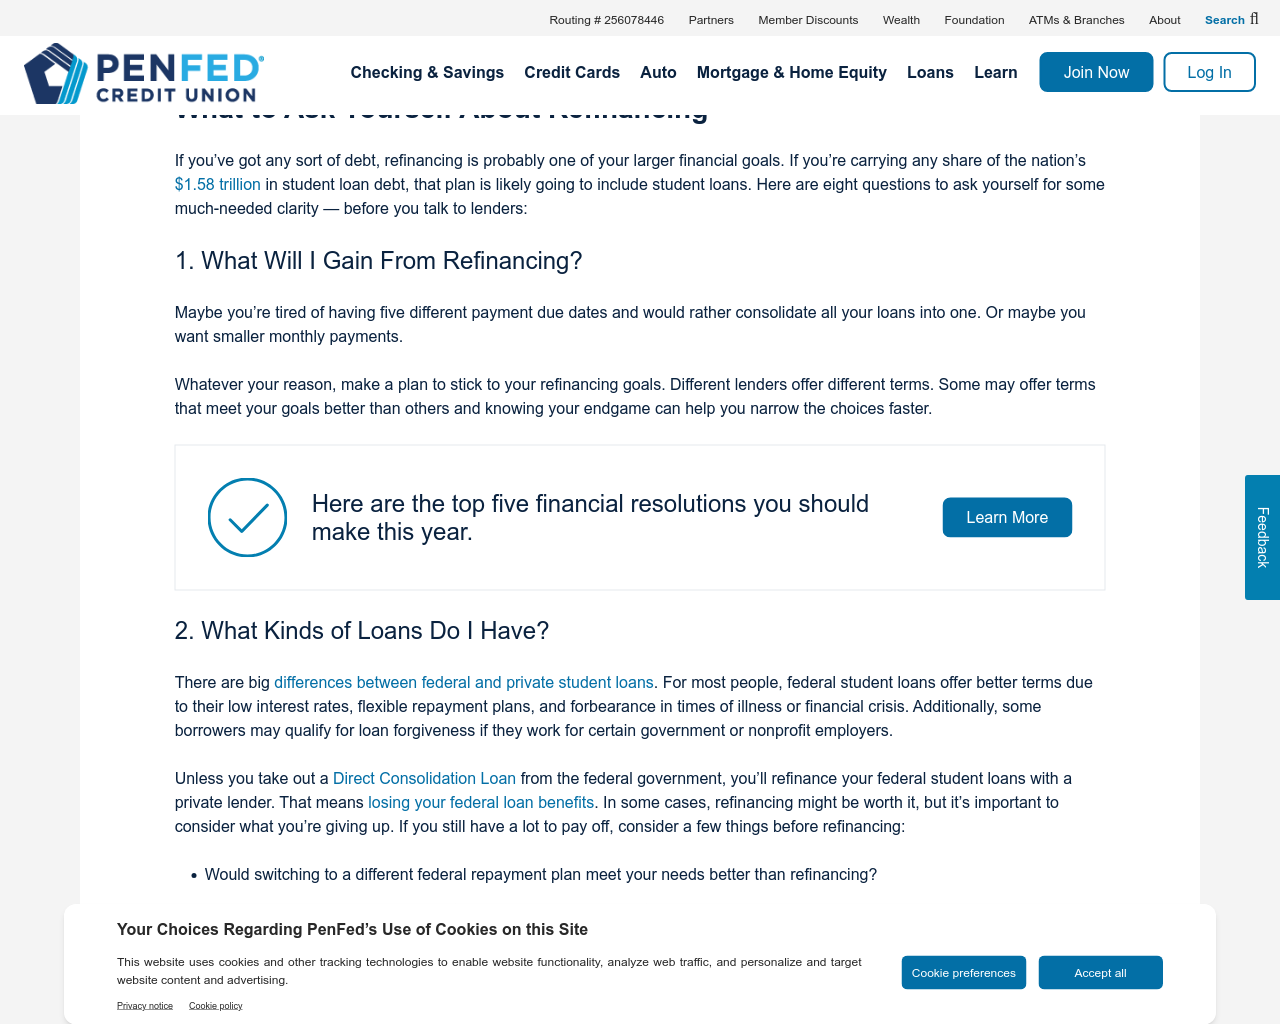 Routing # 256078446 Partners Member Discounts Wealth Foundation ATMs & Branches About Search
PENFED®
CREDIT UNION
Checking & Savings Credit Cards Auto Mortgage & Home Equity Loans Learn Join Now Log In
What to Ask Yourself About Refinancing
If you’ve got any sort of debt, refinancing is probably one of your larger financial goals. If you’re carrying any share of the nation’s
$1.58 trillion in student loan debt, that plan is likely going to include student loans. Here are eight questions to ask yourself for some
much-needed clarity — before you talk to lenders:
1. What Will I Gain From Refinancing?
Maybe you’re tired of having five different payment due dates and would rather consolidate all your loans into one. Or maybe you
want smaller monthly payments.
Whatever your reason, make a plan to stick to your refinancing goals. Different lenders offer different terms. Some may offer terms
that meet your goals better than others and knowing your endgame can help you narrow the choices faster.
Here are the top five financial resolutions you should
make this year.
Learn More
Feedback
2. What Kinds of Loans Do I Have?
There are big differences between federal and private student loans. For most people, federal student loans offer better terms due
to their low interest rates, flexible repayment plans, and forbearance in times of illness or financial crisis. Additionally, some
borrowers may qualify for loan forgiveness if they work for certain government or nonprofit employers.
Unless you take out a Direct Consolidation Loan from the federal government, you’ll refinance your federal student loans with a
private lender. That means losing your federal loan benefits. In some cases, refinancing might be worth it, but it’s important to
consider what you’re giving up. If you still have a lot to pay off, consider a few things before refinancing:
• Would switching to a different federal repayment plan meet your needs better than refinancing?
Your Choices Regarding PenFed’s Use of Cookies on this Site
This website uses cookies and other tracking technologies to enable website functionality, analyze web traffic, and personalize and target
website content and advertising.
Privacy notice Cookie policy
Cookie preferences Accept all